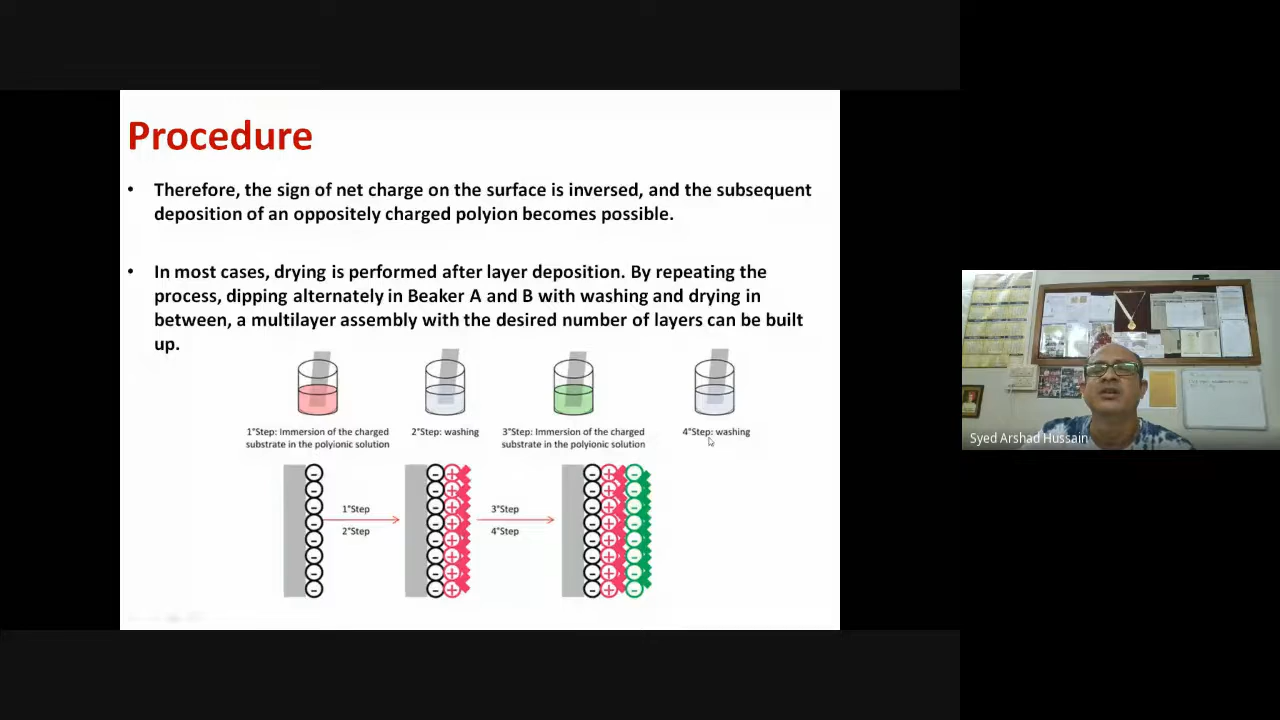 Procedure
• Therefore, the sign of net charge on the surface is inversed, and the subsequent
deposition of an oppositely charged polyion becomes possible.
• In most cases, drying is performed after layer deposition. By repeating the
process, dipping alternately in Beaker A and B with washing and drying in
between, a multilayer assembly with the desired number of layers can be built
up.
1°Step: Immersion of the charged
substrate in the polyionic solution
2°Step: washing
3°Step: Immersion of the charged
substrate in the polyionic solution
4°Step: washing
1°Step
2°Step
3°Step
4°Step
Syed Arshad Hussain